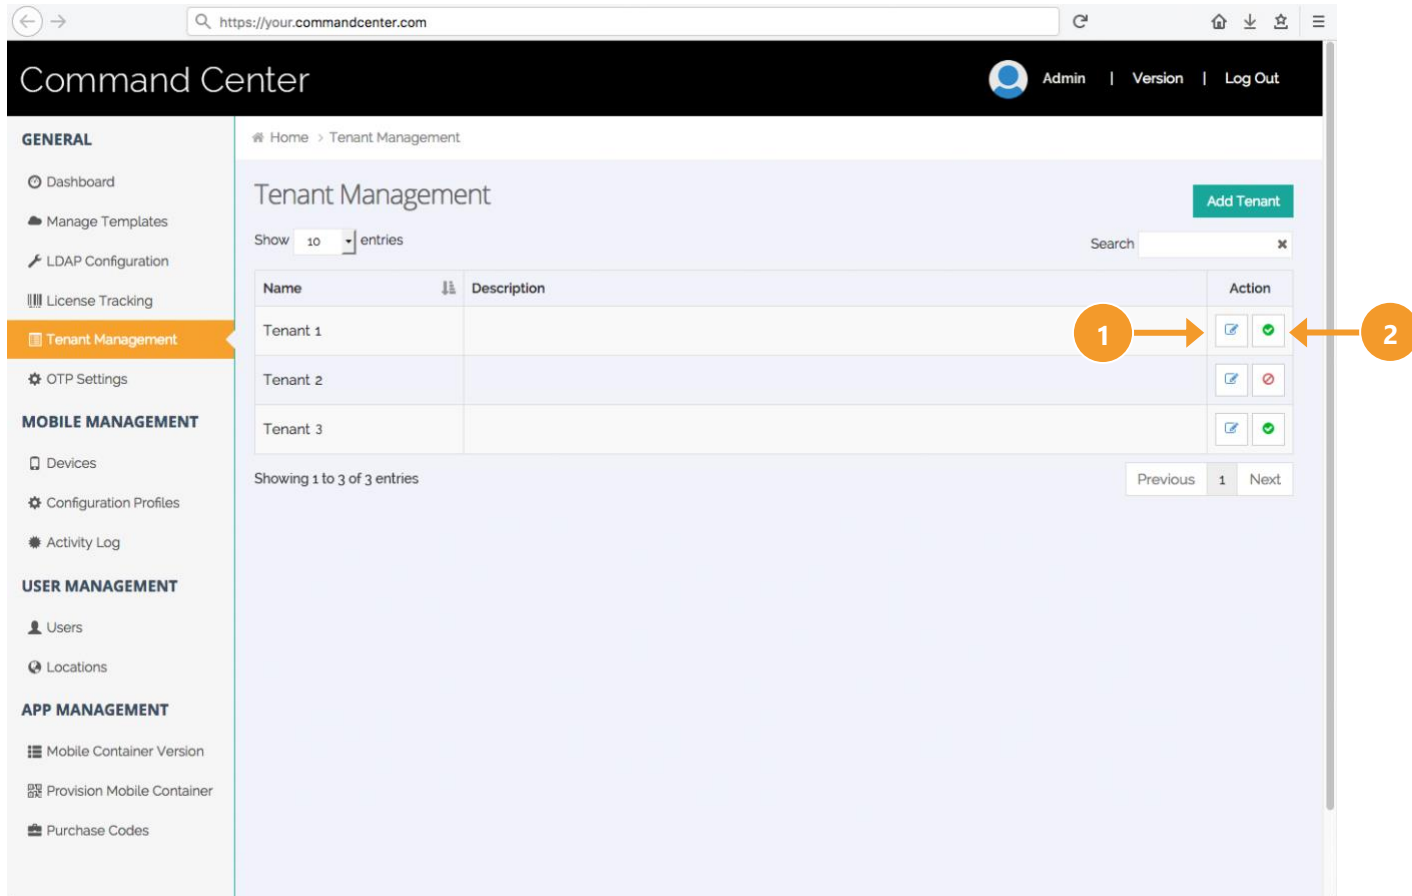 https://your.commandcenter.com
Command Center
Admin | Version | Log Out
GENERAL
Dashboard
Manage Templates
LDAP Configuration
License Tracking
Tenant Management
OTP Settings
MOBILE MANAGEMENT
Devices
Configuration Profiles
Activity Log
USER MANAGEMENT
Users
Locations
APP MANAGEMENT
Mobile Container Version
Provision Mobile Container
Purchase Codes
Home > Tenant Management
Tenant Management
Add Tenant
Show 10 entries
Search
Name Description Action
Tenant 1
1
2
Tenant 2
Tenant 3
Showing 1 to 3 of 3 entries
Previous 1 Next